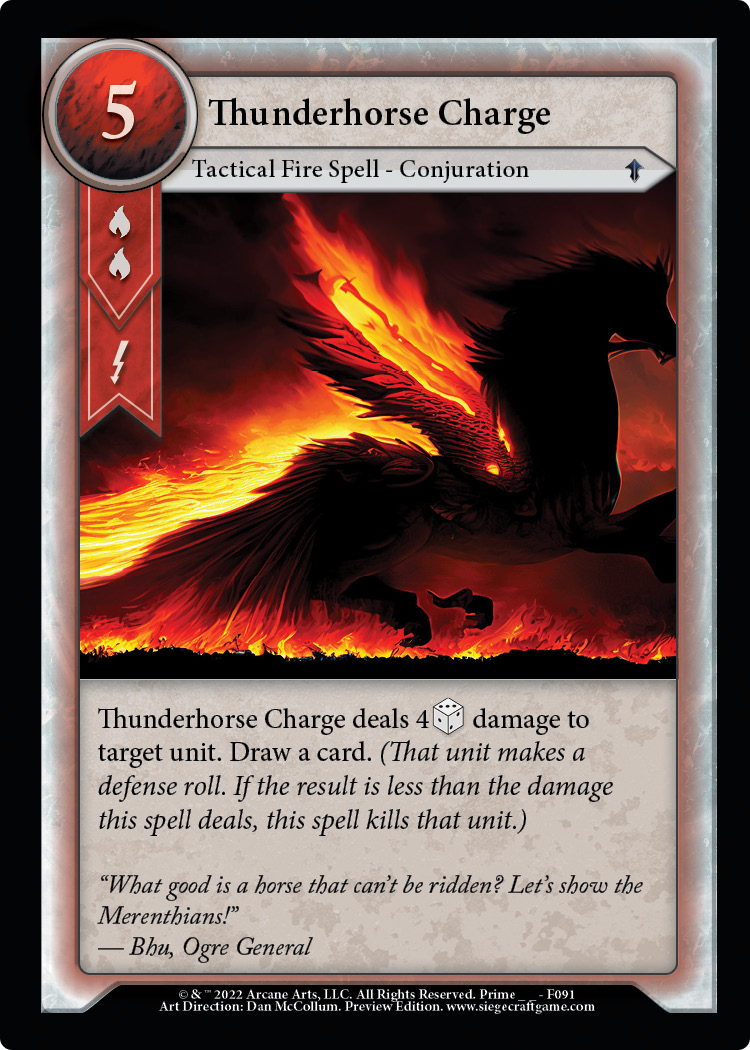 5
Thunderhorse Charge
Tactical Fire Spell - Conjuration
Thunderhorse Charge deals 4 damage to
target unit. Draw a card. (That unit makes a
defense roll. If the result is less than the damage
this spell deals, this spell kills that unit.)
“What good is a horse that can’t be ridden? Let’s show the
Merenthians!”
— Bhu, Ogre General
© & ™ 2022 Arcane Arts, LLC. All Rights Reserved. Prime _ _ - F091
Art Direction: Dan McCollum. Preview Edition. www.siegecraftgame.com